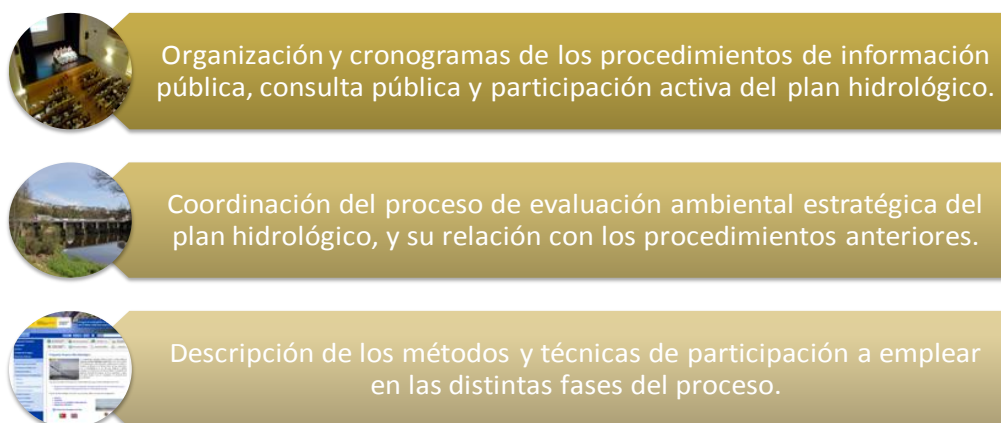 Organización y cronogramas de los procedimientos de información
pública, consulta pública y participación activa del plan hidrológico.
Coordinación del proceso de evaluación ambiental estratégica del
plan hidrológico, y su relación con los procedimientos anteriores.
Descripción de los métodos y técnicas de participación a emplear
en las distintas fases del proceso.